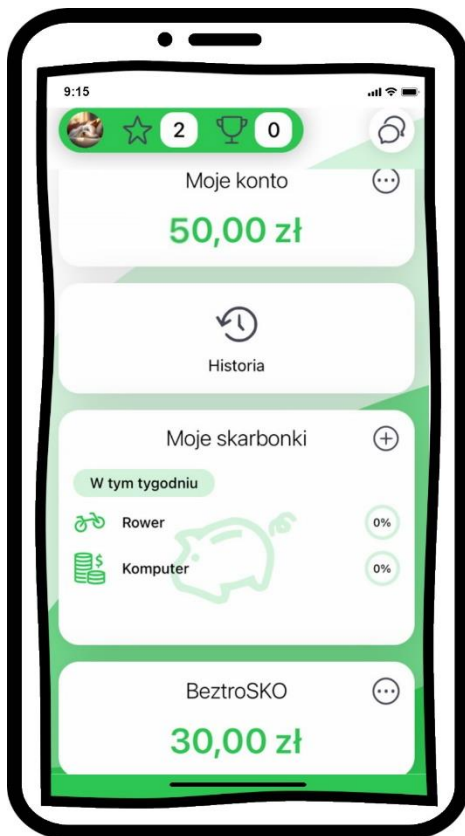 9:15
2 0
Moje konto
50,00 zł
Historia
Moje skarbonki
W tym tygodniu
Rower 0%
Komputer 0%
BeztroSKO
30,00 zł